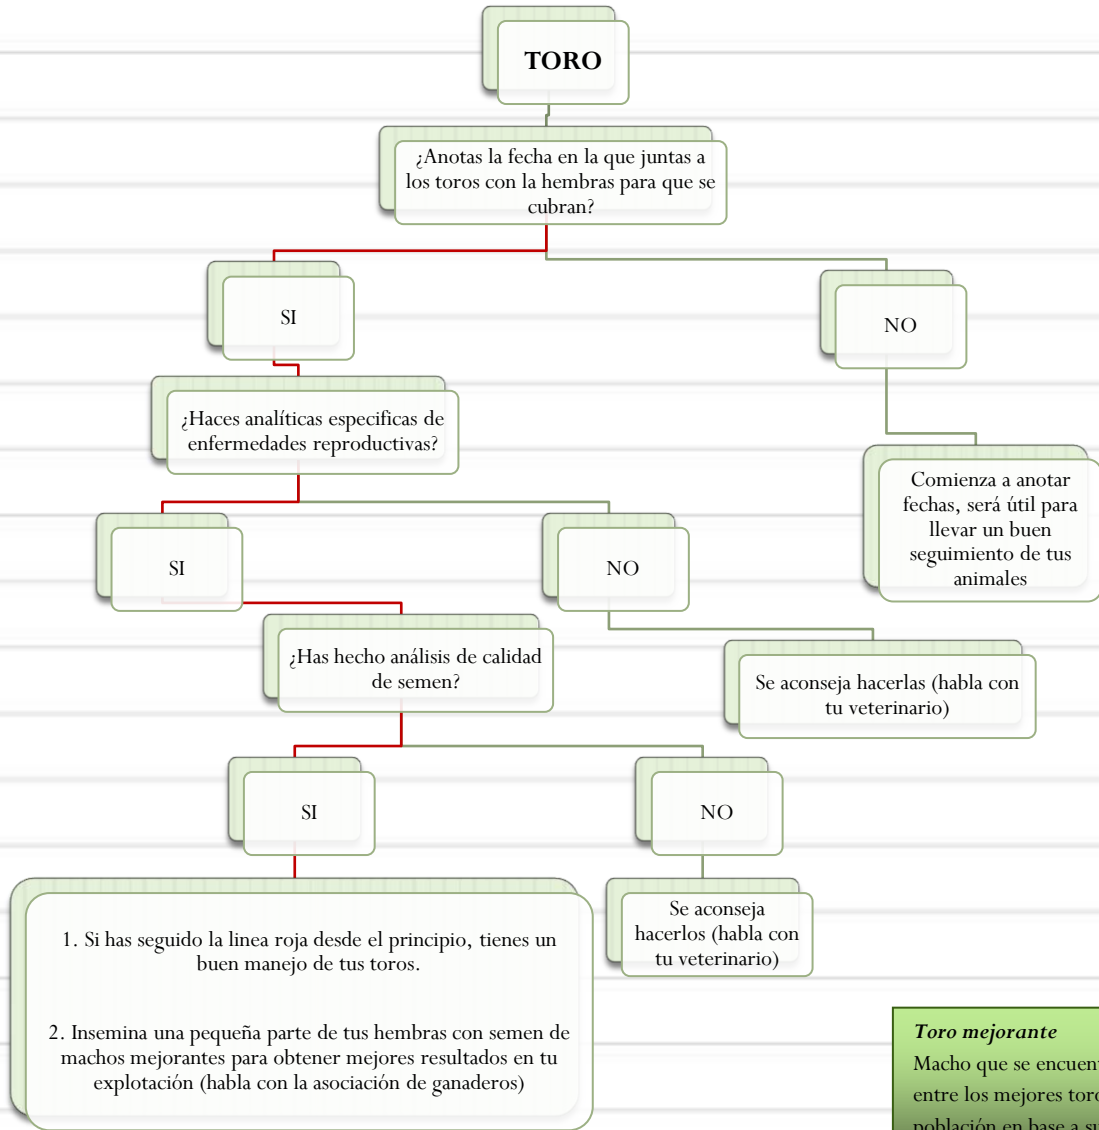 TORO
¿Anotas la fecha en la que juntas a
los toros con la hembras para que se
cubran?
SI
NO
¿Haces analíticas especificas de
enfermedades reproductivas?
Comienza a anotar
fechas, será útil para
llevar un buen
seguimiento de tus
animales
SI
NO
¿Has hecho análisis de calidad
de semen?
Se aconseja hacerlas (habla con
tu veterinario)
SI
NO
Se aconseja
hacerlos (habla con
tu veterinario)
1. Si has seguido la linea roja desde el principio, tienes un
buen manejo de tus toros.
2. Insemina una pequeña parte de tus hembras con semen de
machos mejorantes para obtener mejores resultados en tu
explotación (habla con la asociación de ganaderos)
Toro mejorante
Macho que se
entre los mejores
población en base a